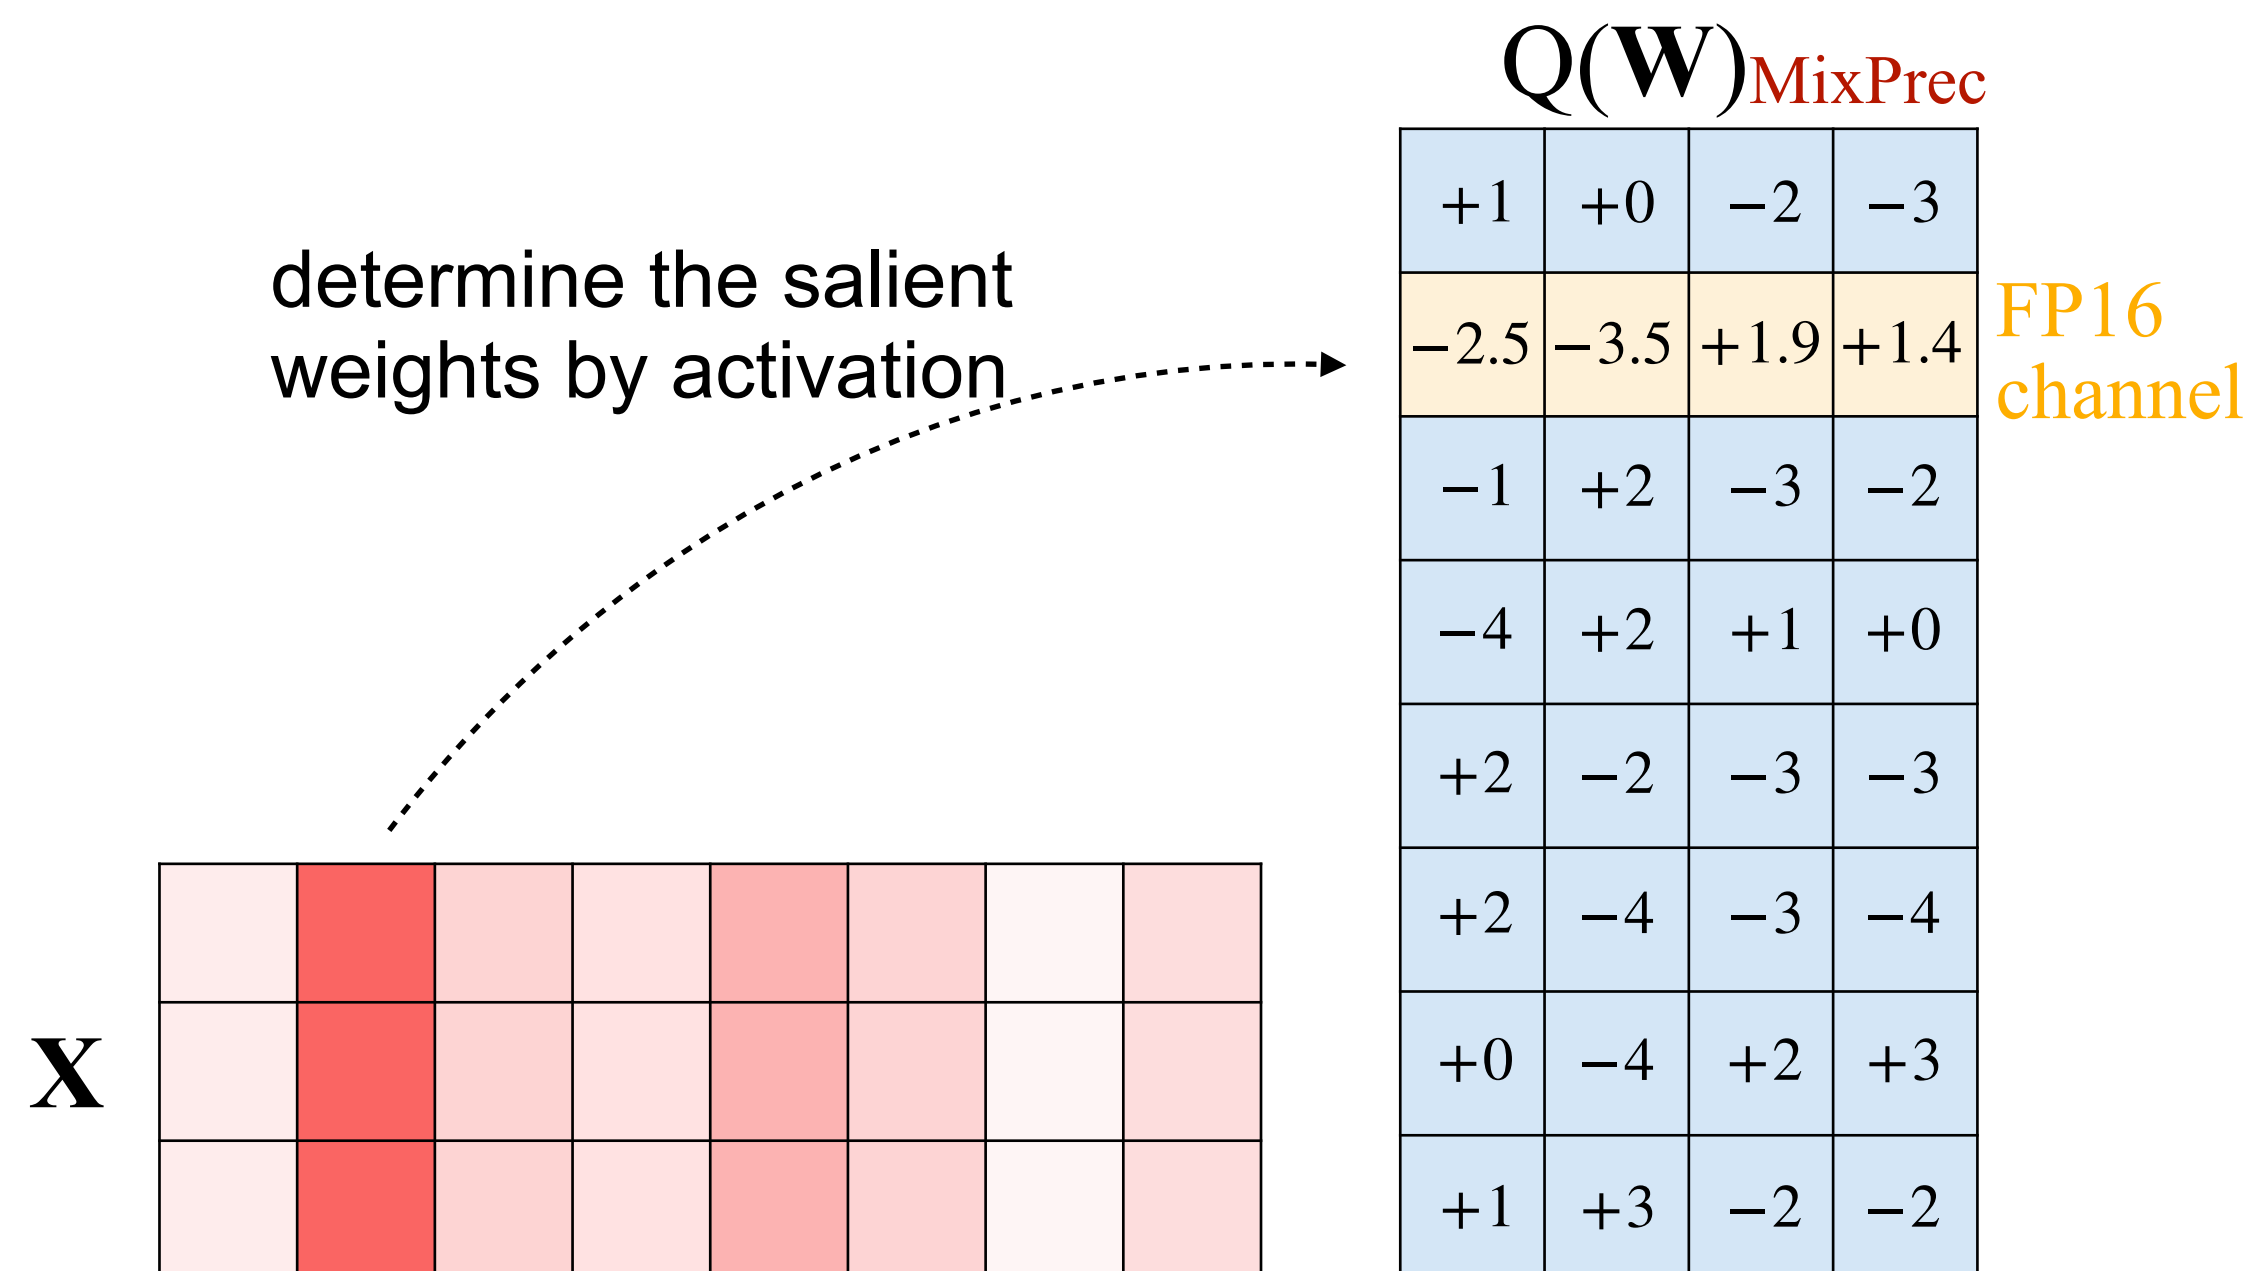 Q(W)MixPrec
determine the salient
weights by activation
+1 +0 −2 −3
−2.5 −3.5 +1.9 +1.4
FP16
channel
−1 +2 −3 −2
−4 +2 +1 +0
+2 −2 −3 −3
+2 −4 −3 −4
+0 −4 +2 +3
+1 +3 −2 −2
X